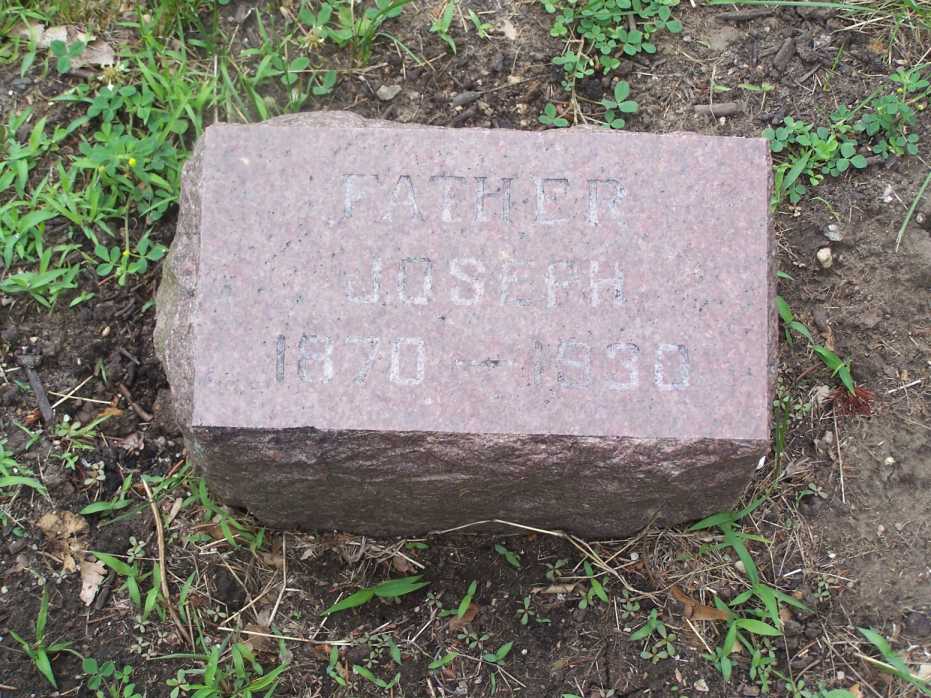 FATHER
JOSEPH
1870 – 1930